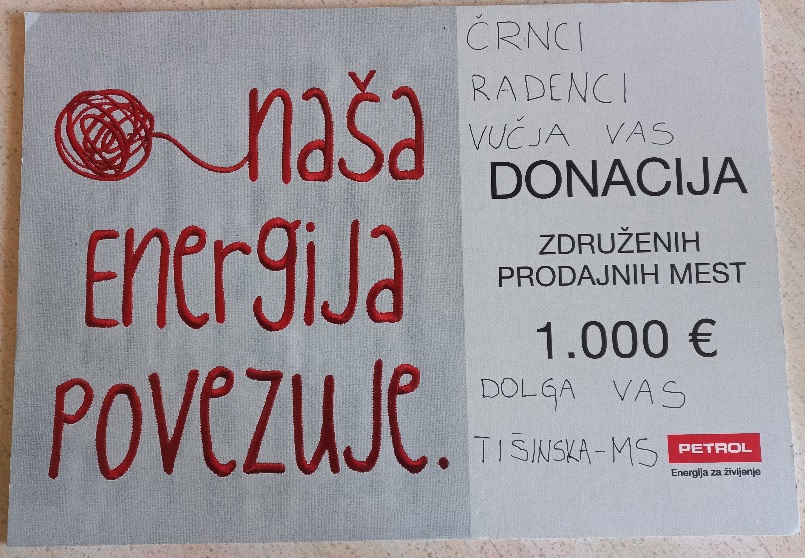 naša
Energija
povezuje.
ČRNCI
RADENCI
VUČJA VAS
DONACIJA
ZDRUŽENIH
PRODAJNIH MEST
1.000 €
DOLGA VAS
TIŠINSKA-MS
PETROL
Energija za življenje